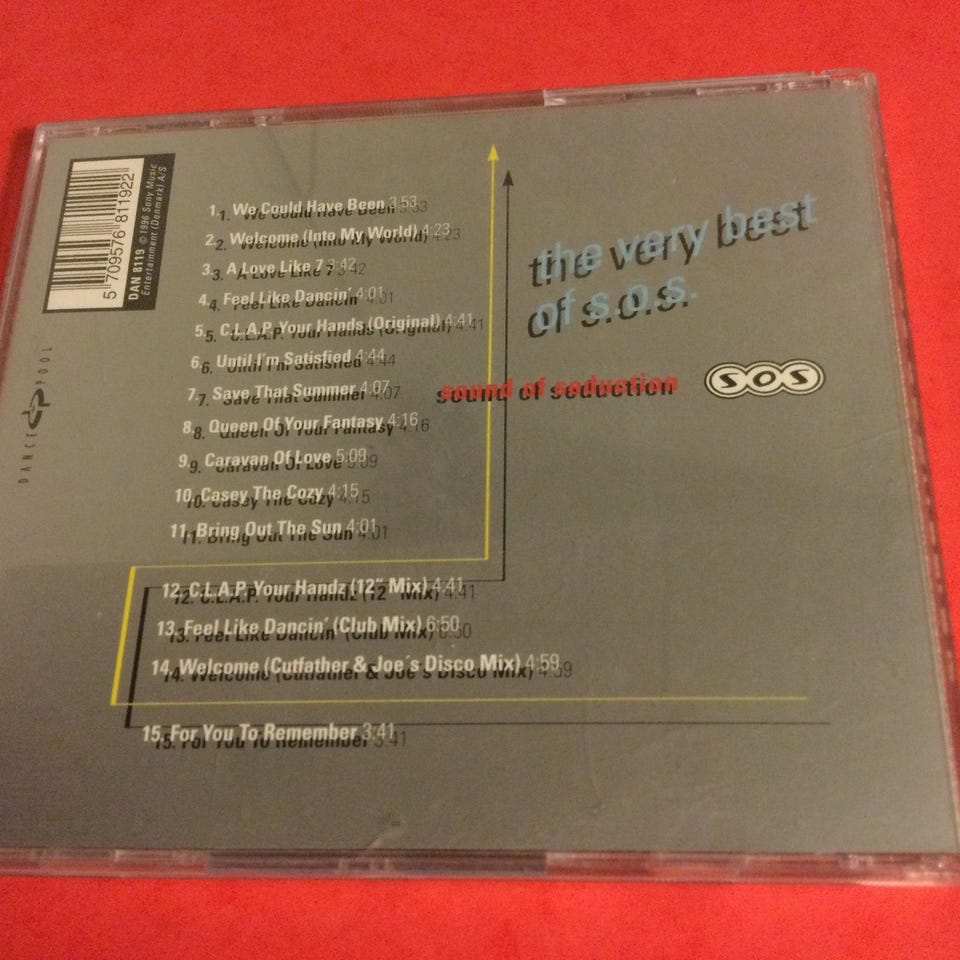 1. We Could Have Been 3:53
2. Welcome (Into My World) 4:23
3. A Love Like 7 3:42
4. Feel Like Dancin' 4:01
5. C.L.A.P. Your Hands (Original) 4:41
6. Until I'm Satisfied 4:44
7. Save That Summer 4:07
8. Queen Of Your Fantasy 4:16
9. Caravan Of Love 5:09
10. Casey The Cozy 4:15
11. Bring Out The Sun 4:01
12. C.L.A.P. Your Handz (12" Mix) 4:41
13. Feel Like Dancin' (Club Mix) 6:50
14. Welcome (Cutfather & Joe's Disco Mix) 4:59
15. For You To Remember 3:41
the very best
of s.o.s.
sound of seduction
SOS
5 709576 811922
DAN 8119 © 1996 Sony Music
Entertainment (Denmark) A/S
DANCE dp POOL